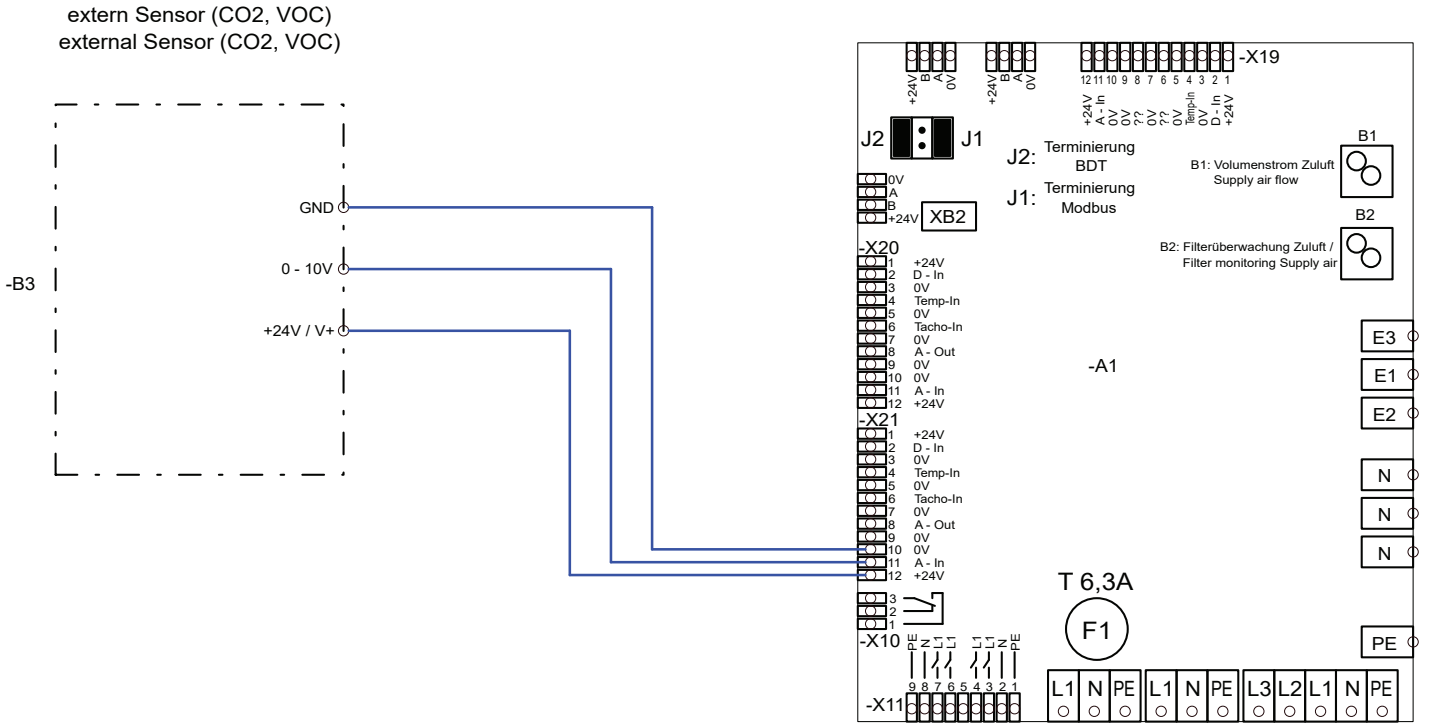 extern Sensor (CO2, VOC)
external Sensor (CO2, VOC)
-B3
GND
0 - 10V
+24V / V+
+24V
B
A
0V
+24V
B
A
0V
-X19
12 11 10 9 8 7 6 5 4 3 2 1
+24V
A - In
0V
0V
??
0V
??
0V
Temp-In
0V
D - In
+24V
J2
J1
J2: Terminierung
BDT
J1: Terminierung
Modbus
B1
B1: Volumenstrom Zuluft
Supply air flow
B2
B2: Filterüberwachung Zuluft /
Filter monitoring Supply air
0V
A
B
+24V
XB2
-X20
1 +24V
2 D - In
3 0V
4 Temp-In
5 0V
6 Tacho-In
7 0V
8 A - Out
9 0V
10 0V
11 A - In
12 +24V
-X21
1 +24V
2 D - In
3 0V
4 Temp-In
5 0V
6 Tacho-In
7 0V
8 A - Out
9 0V
10 0V
11 A - In
12 +24V
3
2
1
-X10
-A1
E3
E1
E2
N
N
N
PE
T 6,3A
F1
PE
N
L1
L1
L1
L1
N
PE
9 8 7 6 5 4 3 2 1
-X11
L1 N PE
L1 N PE
L3 L2 L1 N PE